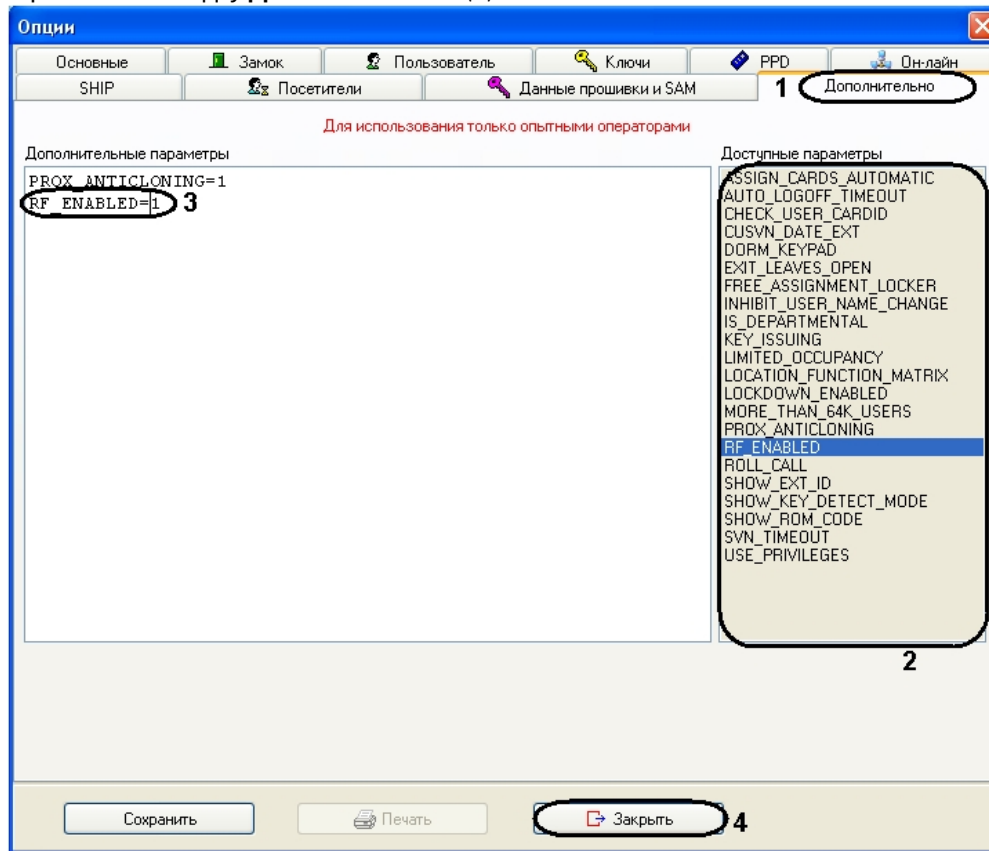 Опции
Основные Замок Пользователь Ключи PPD Он-лайн
SHIP Посетители Данные прошивки и SAM 1 Дополнительно
Для использования только опытными операторами
Дополнительные параметры
PROX_ANTICLONING=1
RF_ENABLED=1 3
Доступные параметры
ASSIGN_CARDS_AUTOMATIC
AUTO_LOGOFF_TIMEOUT
CHECK_USER_CARDID
CUSVN_DATE_EXT
DORM_KEYPAD
EXIT_LEAVES_OPEN
FREE_ASSIGNMENT_LOCKER
INHIBIT_USER_NAME_CHANGE
IS_DEPARTMENTAL
KEY_ISSUING
LIMITED_OCCUPANCY
LOCATION_FUNCTION_MATRIX
LOCKDOWN_ENABLED
MORE_THAN_64K_USERS
PROX_ANTICLONING
RF_ENABLED
ROLL_CALL
SHOW_EXT_ID
SHOW_KEY_DETECT_MODE
SHOW_ROM_CODE
SVN_TIMEOUT
USE_PRIVILEGES
2
Сохранить Печать Закрыть 4